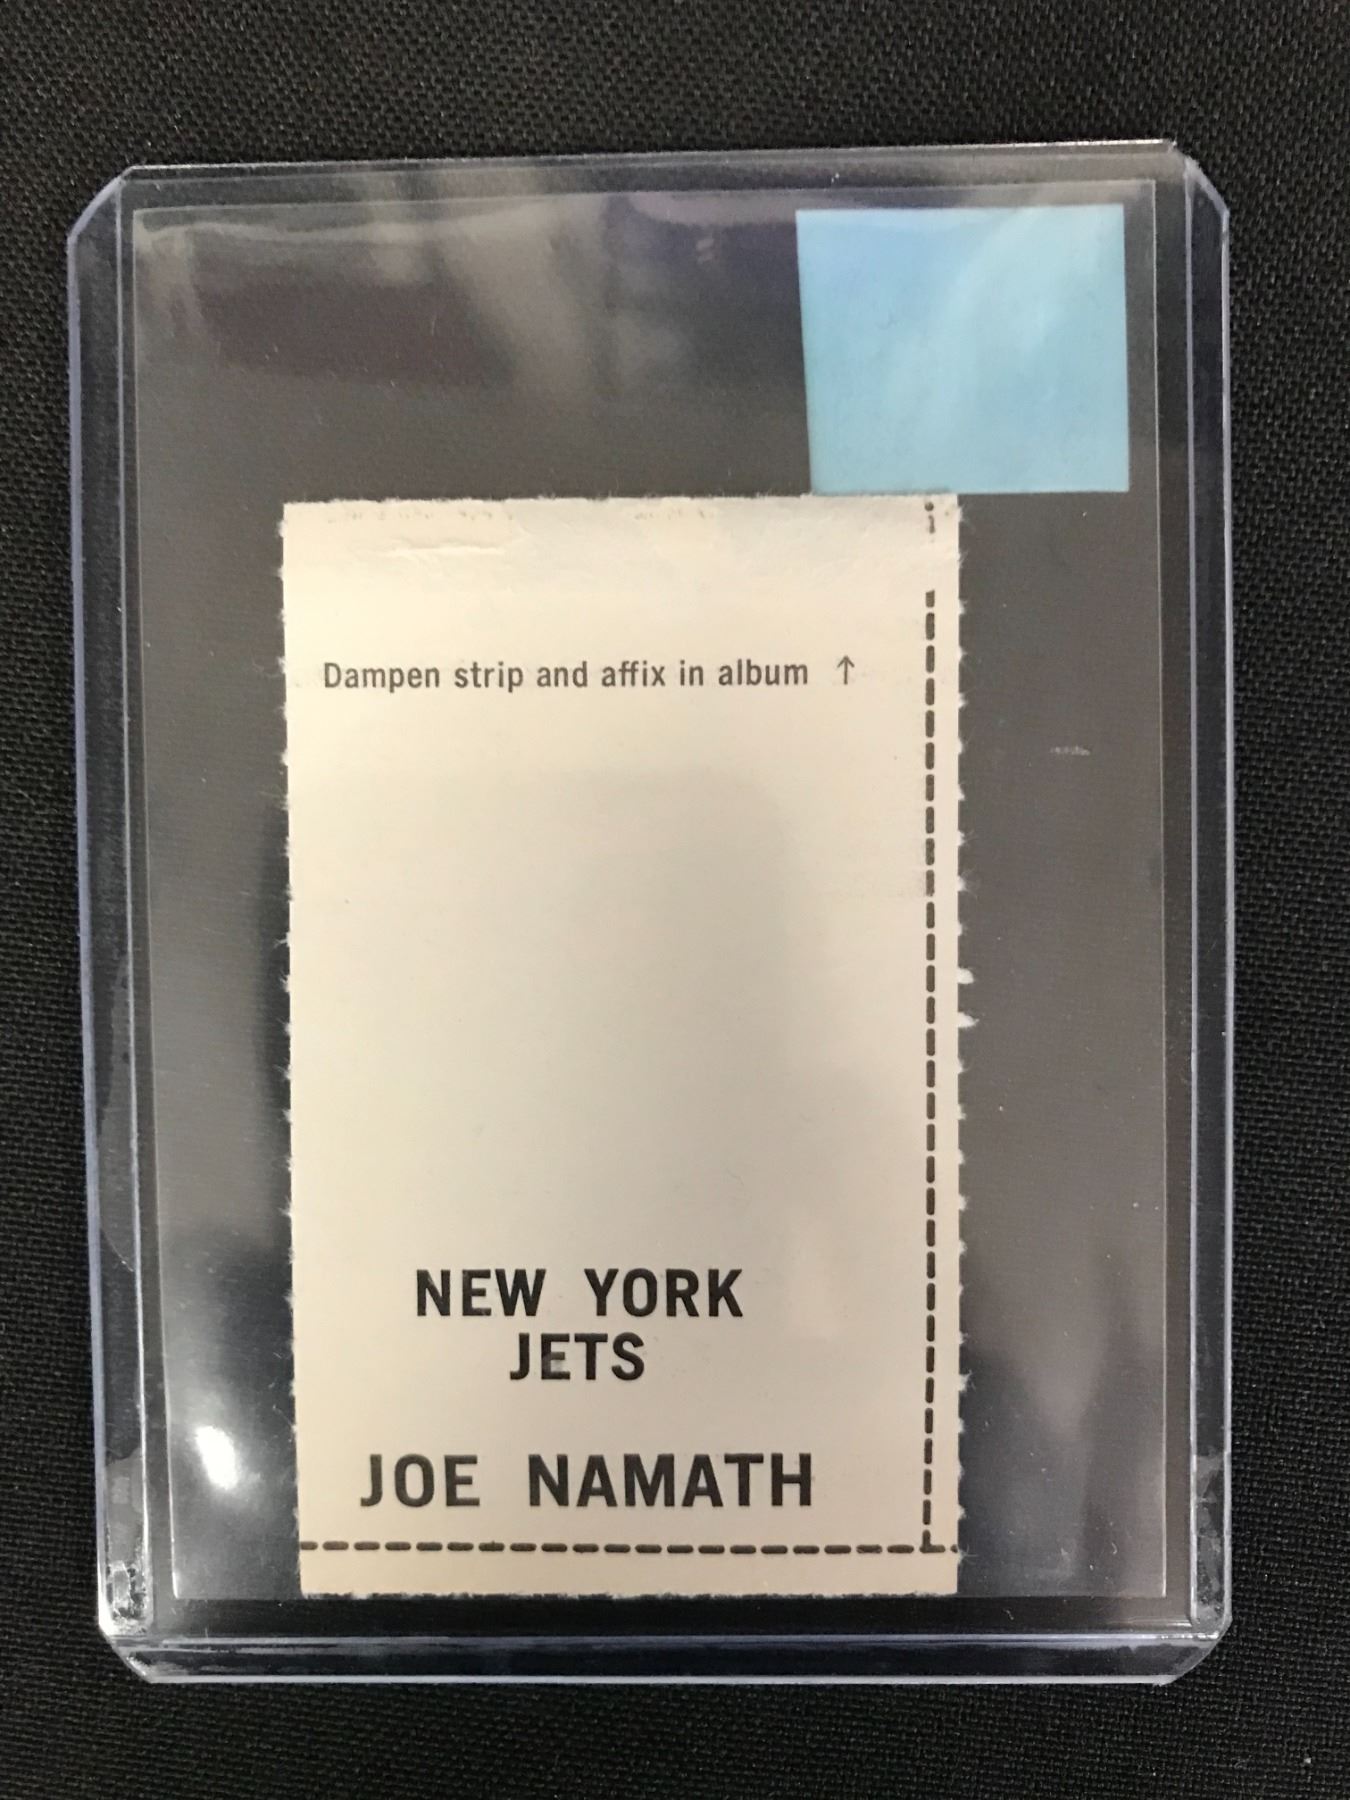 Dampen strip and affix in album ↑
NEW YORK
JETS
JOE NAMATH